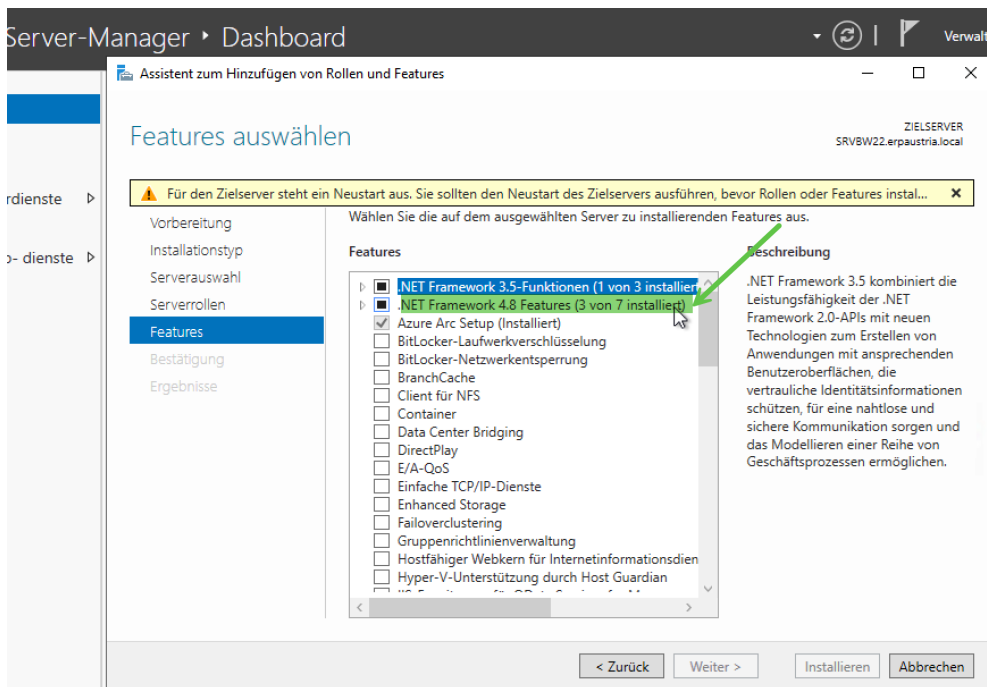 Server-Manager ‣ Dashboard
Verwalt
Assistent zum Hinzufügen von Rollen und Features
Features auswählen
ZIELSERVER
SRVBW22.erpaustria.local
rdienste
Für den Zielserver steht ein Neustart aus. Sie sollten den Neustart des Zielservers ausführen, bevor Rollen oder Features instal...
- dienste
Vorbereitung
Installationstyp
Serverauswahl
Serverrollen
Features
Bestätigung
Ergebnisse
Wählen Sie die auf dem ausgewählten Server zu installierenden Features aus.
Features
.NET Framework 3.5-Funktionen (1 von 3 installiert
.NET Framework 4.8 Features (3 von 7 installiert)
Azure Arc Setup (Installiert)
BitLocker-Laufwerkverschlüsselung
BitLocker-Netzwerkentsperrung
BranchCache
Client für NFS
Container
Data Center Bridging
DirectPlay
E/A-QoS
Einfache TCP/IP-Dienste
Enhanced Storage
Failoverclustering
Gruppenrichtlinienverwaltung
Hostfähiger Webkern für Internetinformationsdien
Hyper-V-Unterstützung durch Host Guardian
Beschreibung
.NET Framework 3.5 kombiniert die
Leistungsfähigkeit der .NET
Framework 2.0-APIs mit neuen
Technologien zum Erstellen von
Anwendungen mit ansprechenden
Benutzeroberflächen, die
vertrauliche Identitätsinformationen
schützen, für eine nahtlose und
sichere Kommunikation sorgen und
das Modellieren einer Reihe von
Geschäftsprozessen ermöglichen.
< Zurück
Weiter >
Installieren
Abbrechen